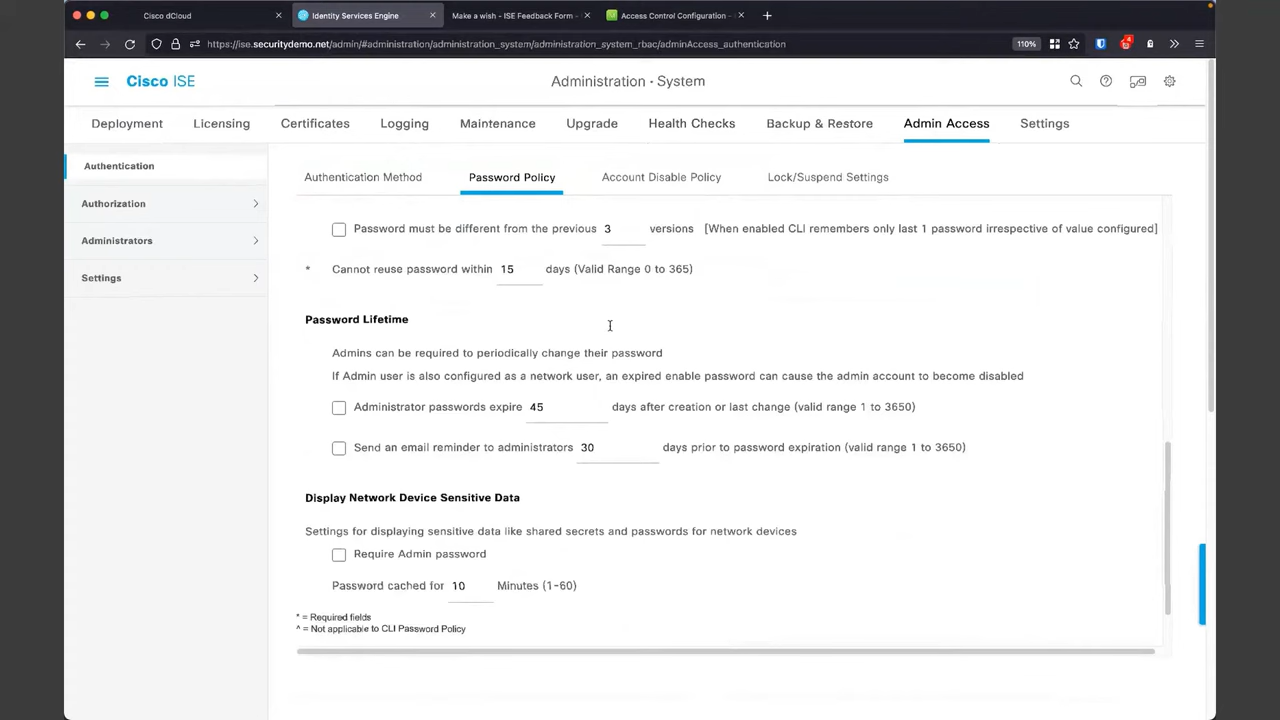 Cisco dCloud
Identity Services Engine
Make a wish - ISE Feedback Form -
Access Control Configuration -
https://ise.securitydemo.net/admin/#administration/administration_system/administration_system_rbac/adminAccess_authentication
110%
4
Cisco ISE
Administration · System
Deployment
Licensing
Certificates
Logging
Maintenance
Upgrade
Health Checks
Backup & Restore
Admin Access
Settings
Authentication
Authorization
Administrators
Settings
Authentication Method
Password Policy
Account Disable Policy
Lock/Suspend Settings
Password must be different from the previous 3 versions [When enabled CLI remembers only last 1 password irrespective of value configured]
* Cannot reuse password within 15 days (Valid Range 0 to 365)
Password Lifetime
Admins can be required to periodically change their password
If Admin user is also configured as a network user, an expired enable password can cause the admin account to become disabled
Administrator passwords expire 45 days after creation or last change (valid range 1 to 3650)
Send an email reminder to administrators 30 days prior to password expiration (valid range 1 to 3650)
Display Network Device Sensitive Data
Settings for displaying sensitive data like shared secrets and passwords for network devices
Require Admin password
Password cached for 10 Minutes (1-60)
* = Required fields
^ = Not applicable to CLI Password Policy